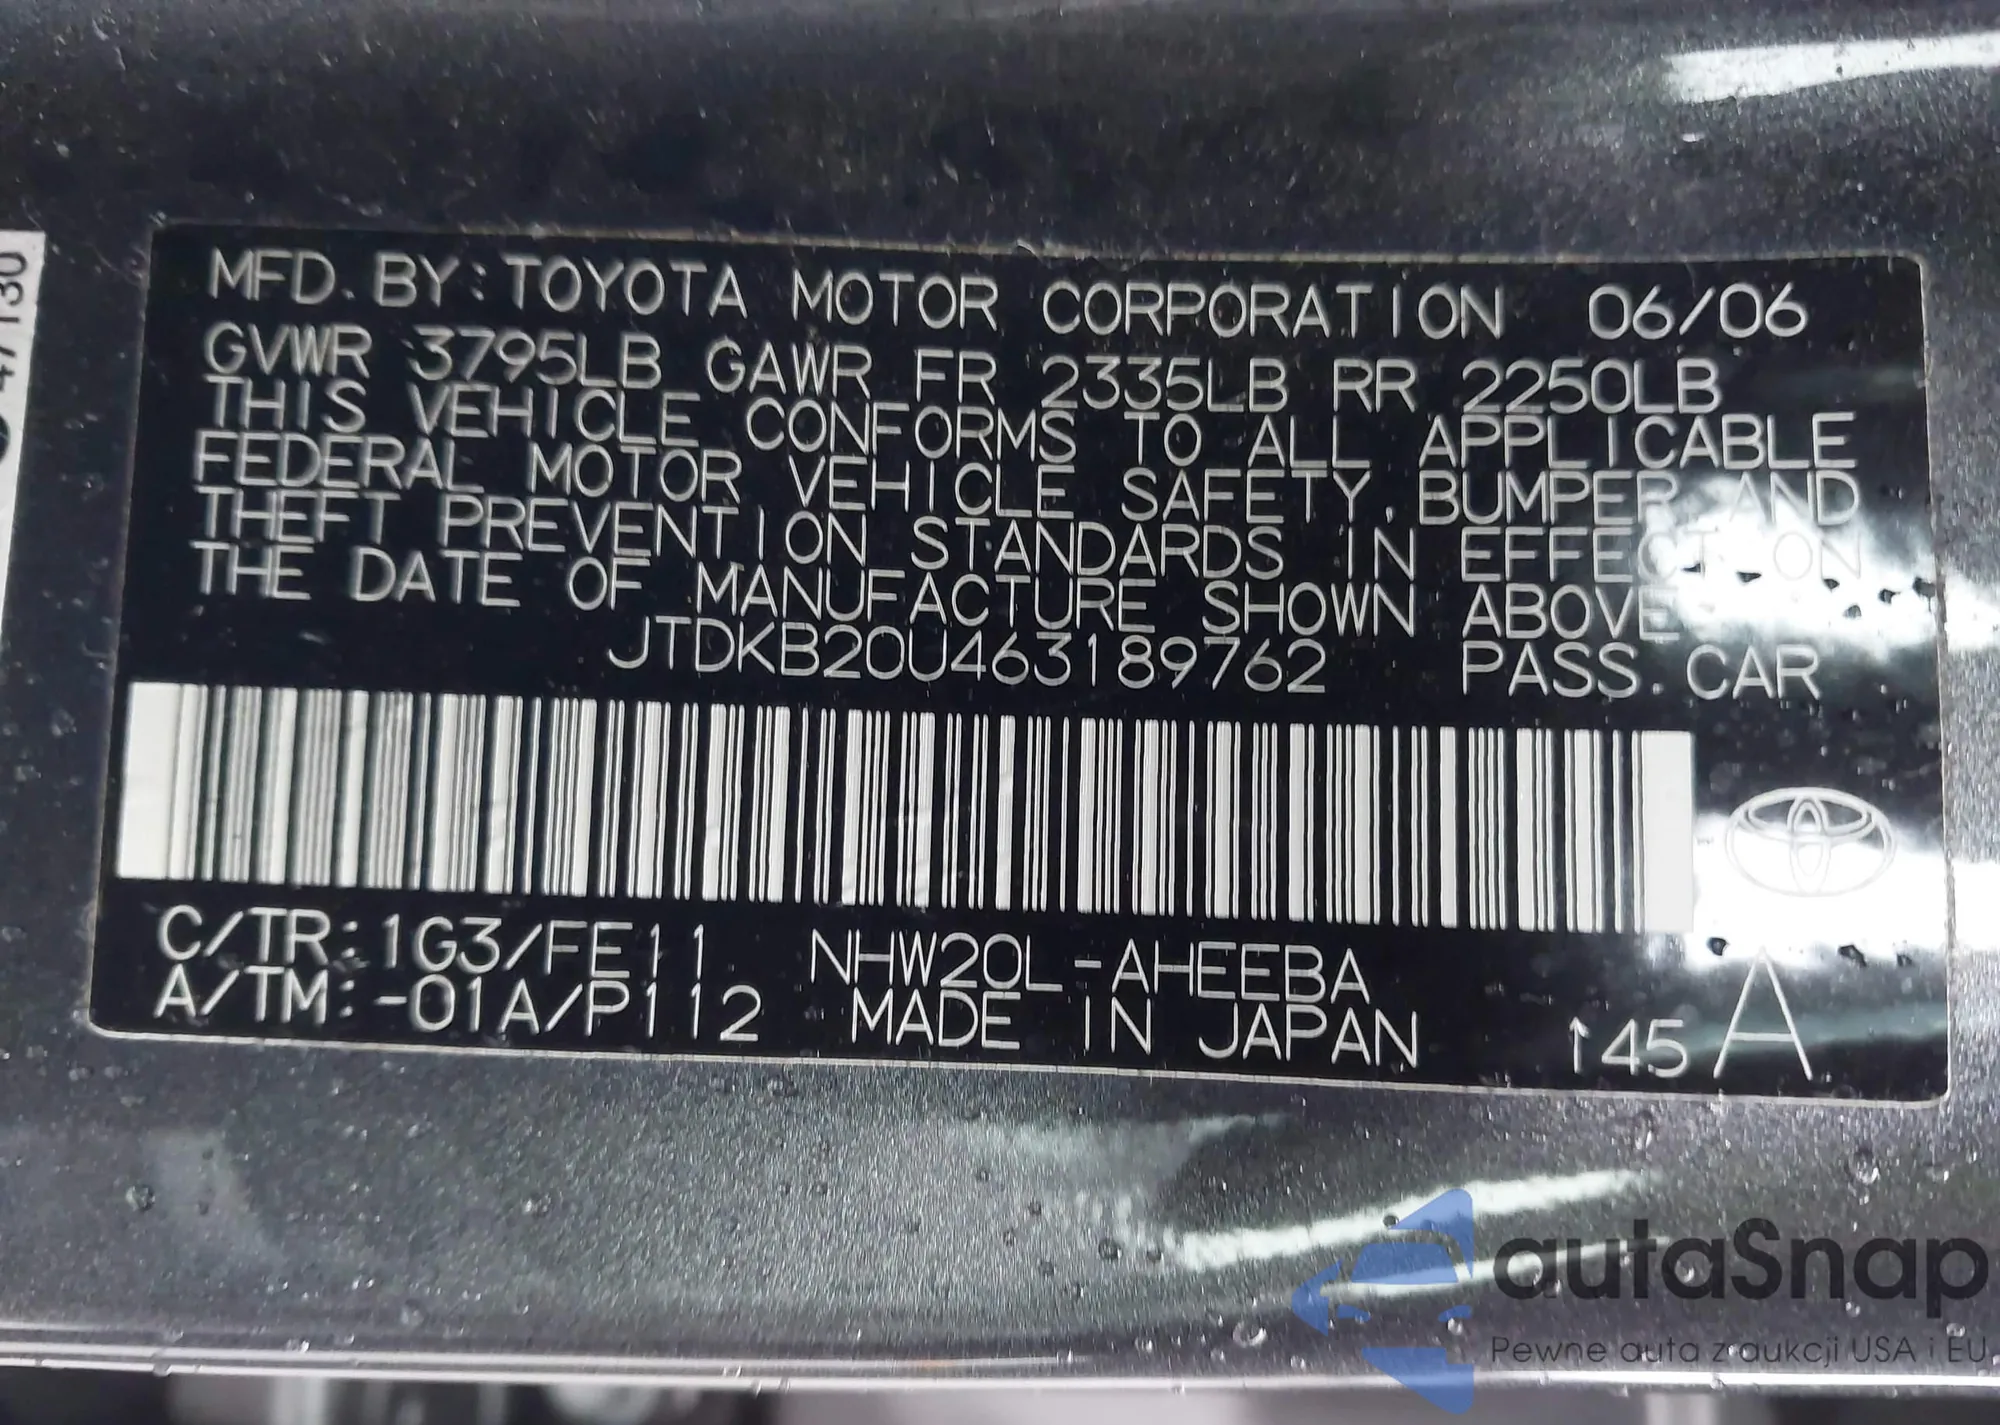 MFD. BY: TOYOTA MOTOR CORPORATION 06/06
GVWR 3795LB GAWR FR 2335LB RR 2250LB
THIS VEHICLE CONFORMS TO ALL APPLICABLE
FEDERAL MOTOR VEHICLE SAFETY, BUMPER AND
THEFT PREVENTION STANDARDS IN EFFECT ON
THE DATE OF MANUFACTURE SHOWN ABOVE.
JTDKB20U463189762 PASS. CAR
C/TR: 1G3/FE11 NHW20L-AHEEBA
A/TM: -01A/P112 MADE IN JAPAN ↑45 A
autaSnap
Pewne auta z aukcji USA i EU